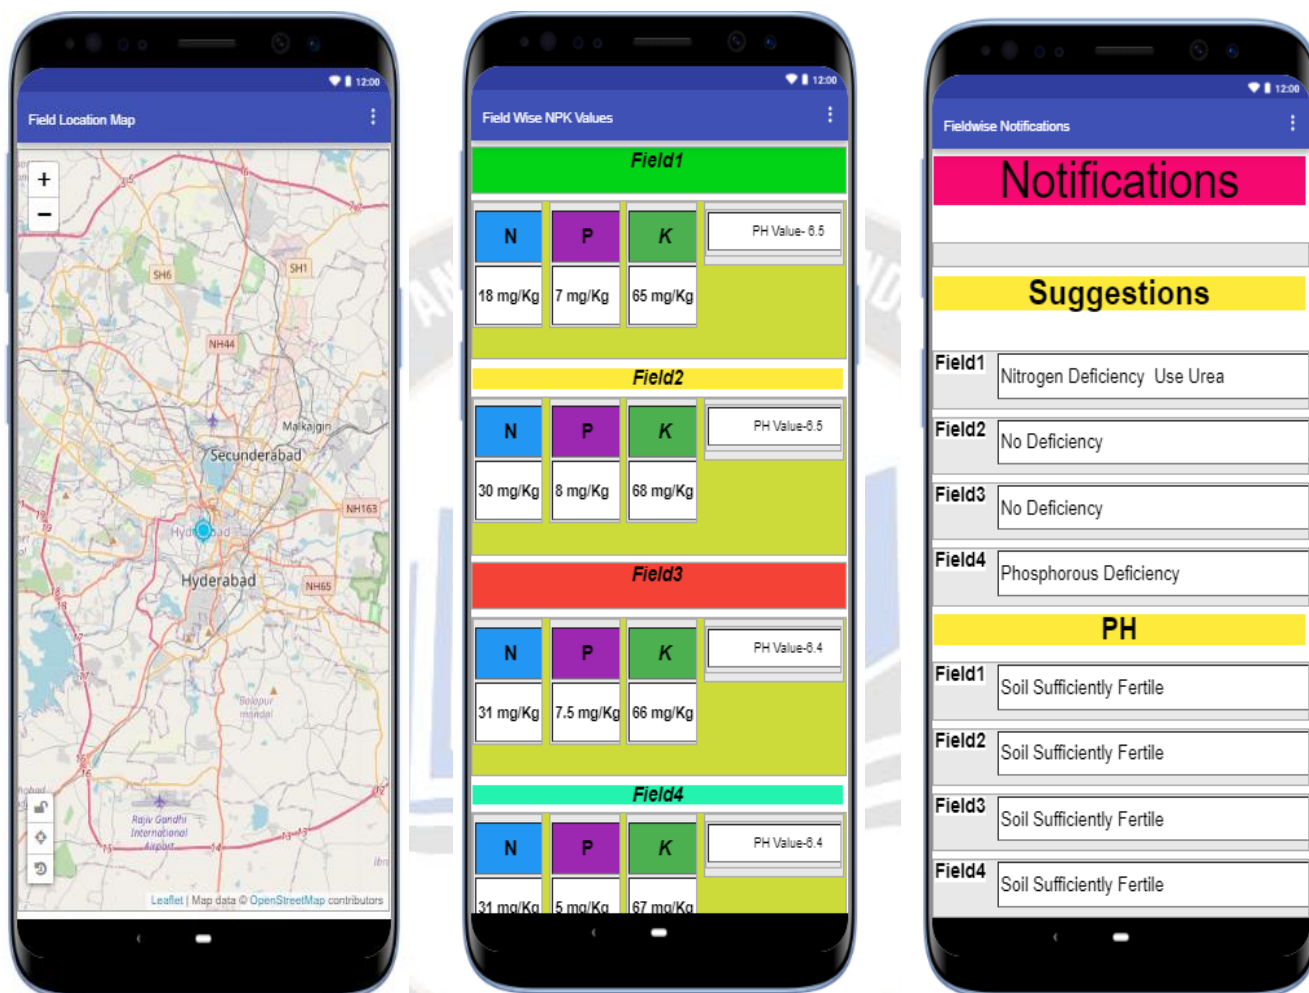 12:00
Field Location Map
+
−
SH6
SH1
NH44
Malkajgiri
Secunderabad
NH163
Hyderabad
Hyderabad
NH65
Balapur
mandal
Rajiv Gandhi
International
Airport
Leaflet | Map data © OpenStreetMap contributors
12:00
Field Wise NPK Values
Field1
N P K PH Value- 6.5
18 mg/Kg 7 mg/Kg 65 mg/Kg
Field2
N P K PH Value-6.5
30 mg/Kg 8 mg/Kg 68 mg/Kg
Field3
N P K PH Value-6.4
31 mg/Kg 7.5 mg/Kg 66 mg/Kg
Field4
N P K PH Value-6.4
31 mg/Kg 5 mg/Kg 67 mg/Kg
12:00
Fieldwise Notifications
Notifications
Suggestions
Field1 Nitrogen Deficiency Use Urea
Field2 No Deficiency
Field3 No Deficiency
Field4 Phosphorous Deficiency
PH
Field1 Soil Sufficiently Fertile
Field2 Soil Sufficiently Fertile
Field3 Soil Sufficiently Fertile
Field4 Soil Sufficiently Fertile